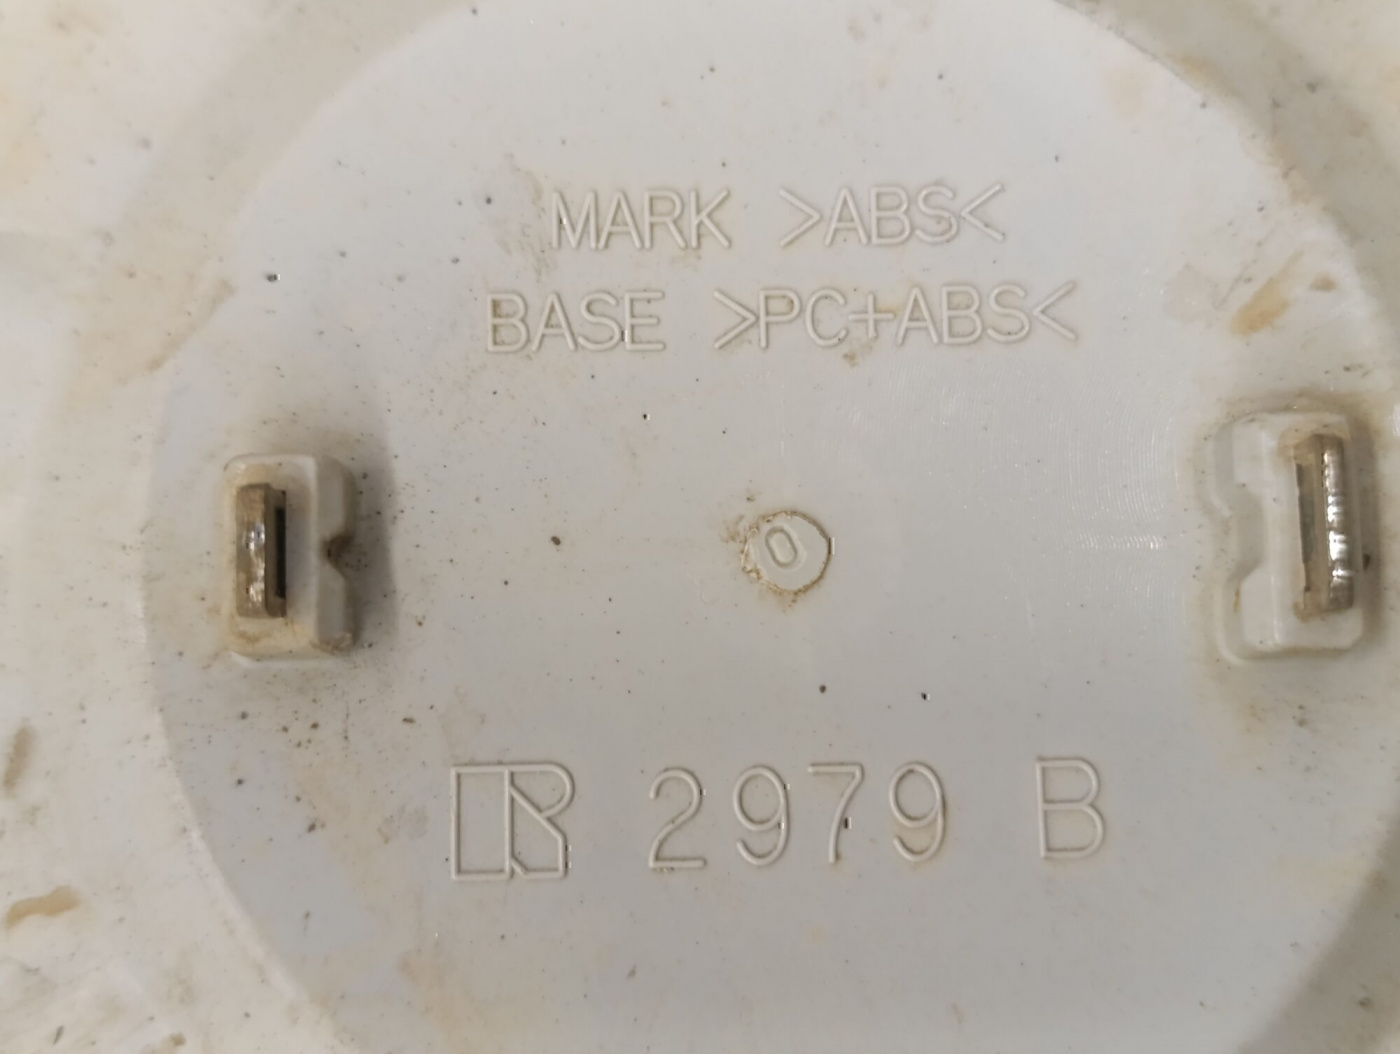 MARK >ABS<
BASE >PC+ABS<
0
R 2979 B